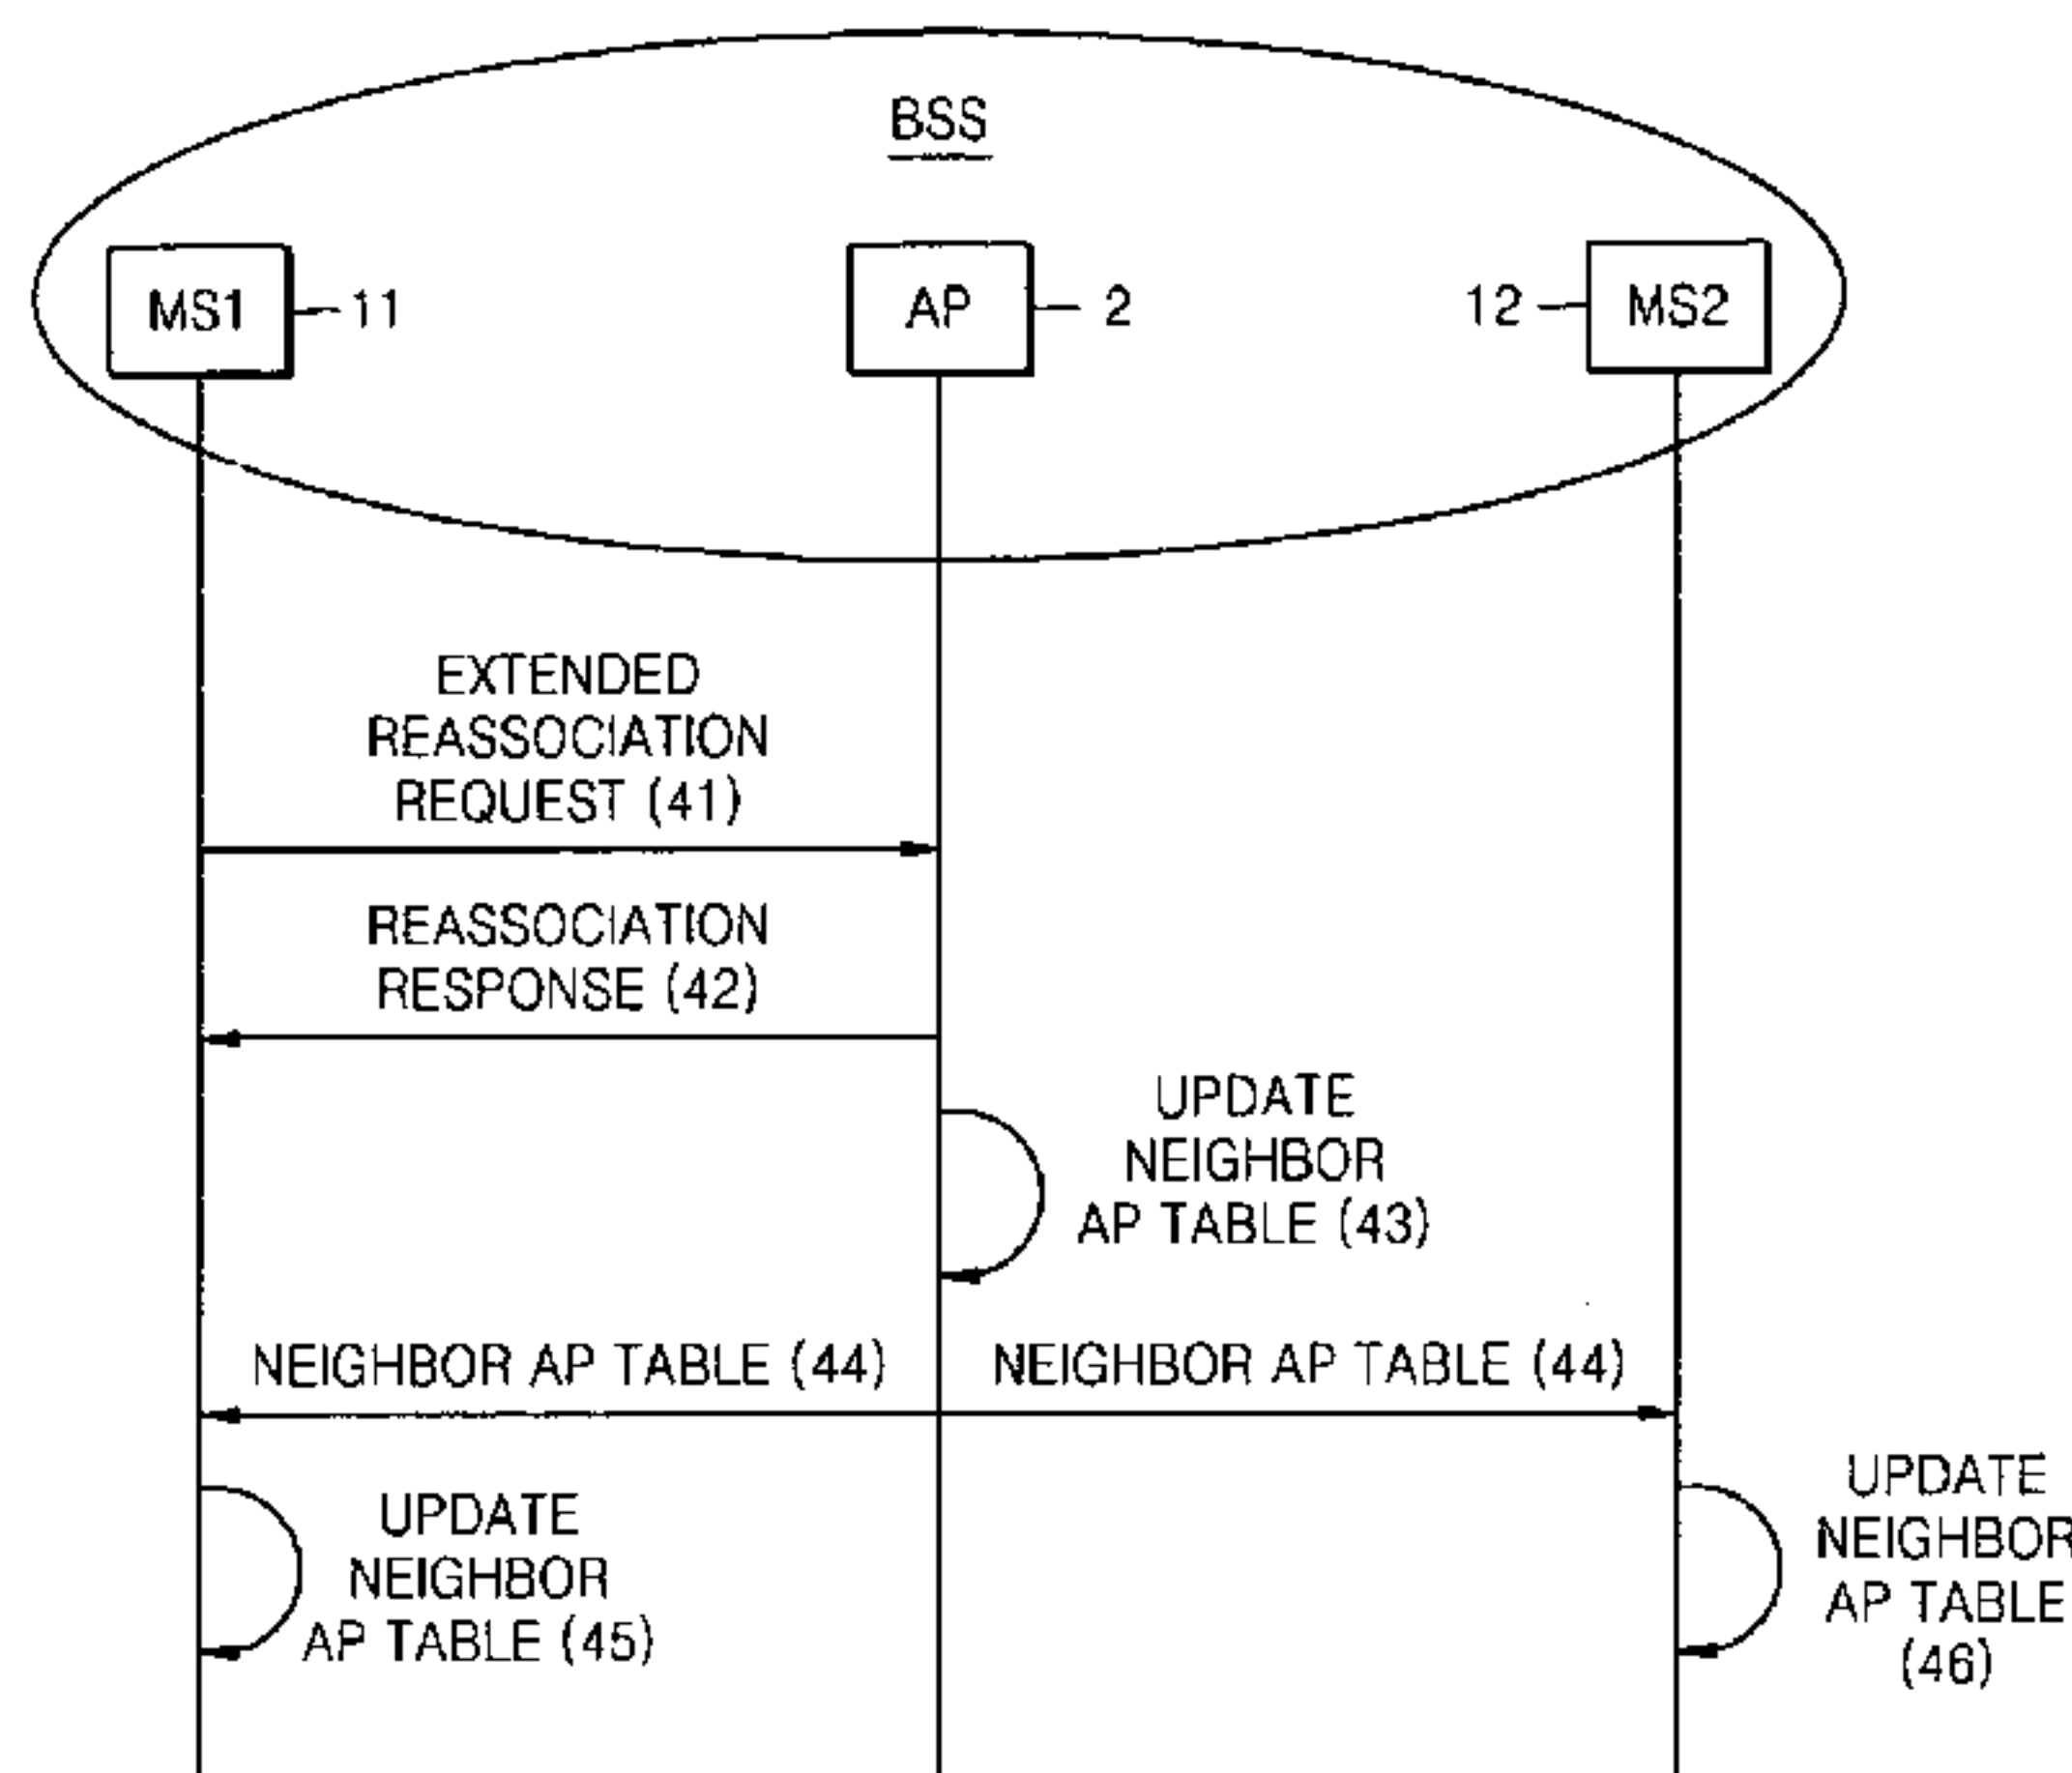 BSS
MS1
11
AP
2
12
MS2
EXTENDED
REASSOCIATION
REQUEST (41)
REASSOCIATION
RESPONSE (42)
UPDATE
NEIGHBOR
AP TABLE (43)
NEIGHBOR AP TABLE (44)
NEIGHBOR AP TABLE (44)
UPDATE
NEIGHBOR
AP TABLE (45)
UPDATE
NEIGHBOR
AP TABLE
(46)